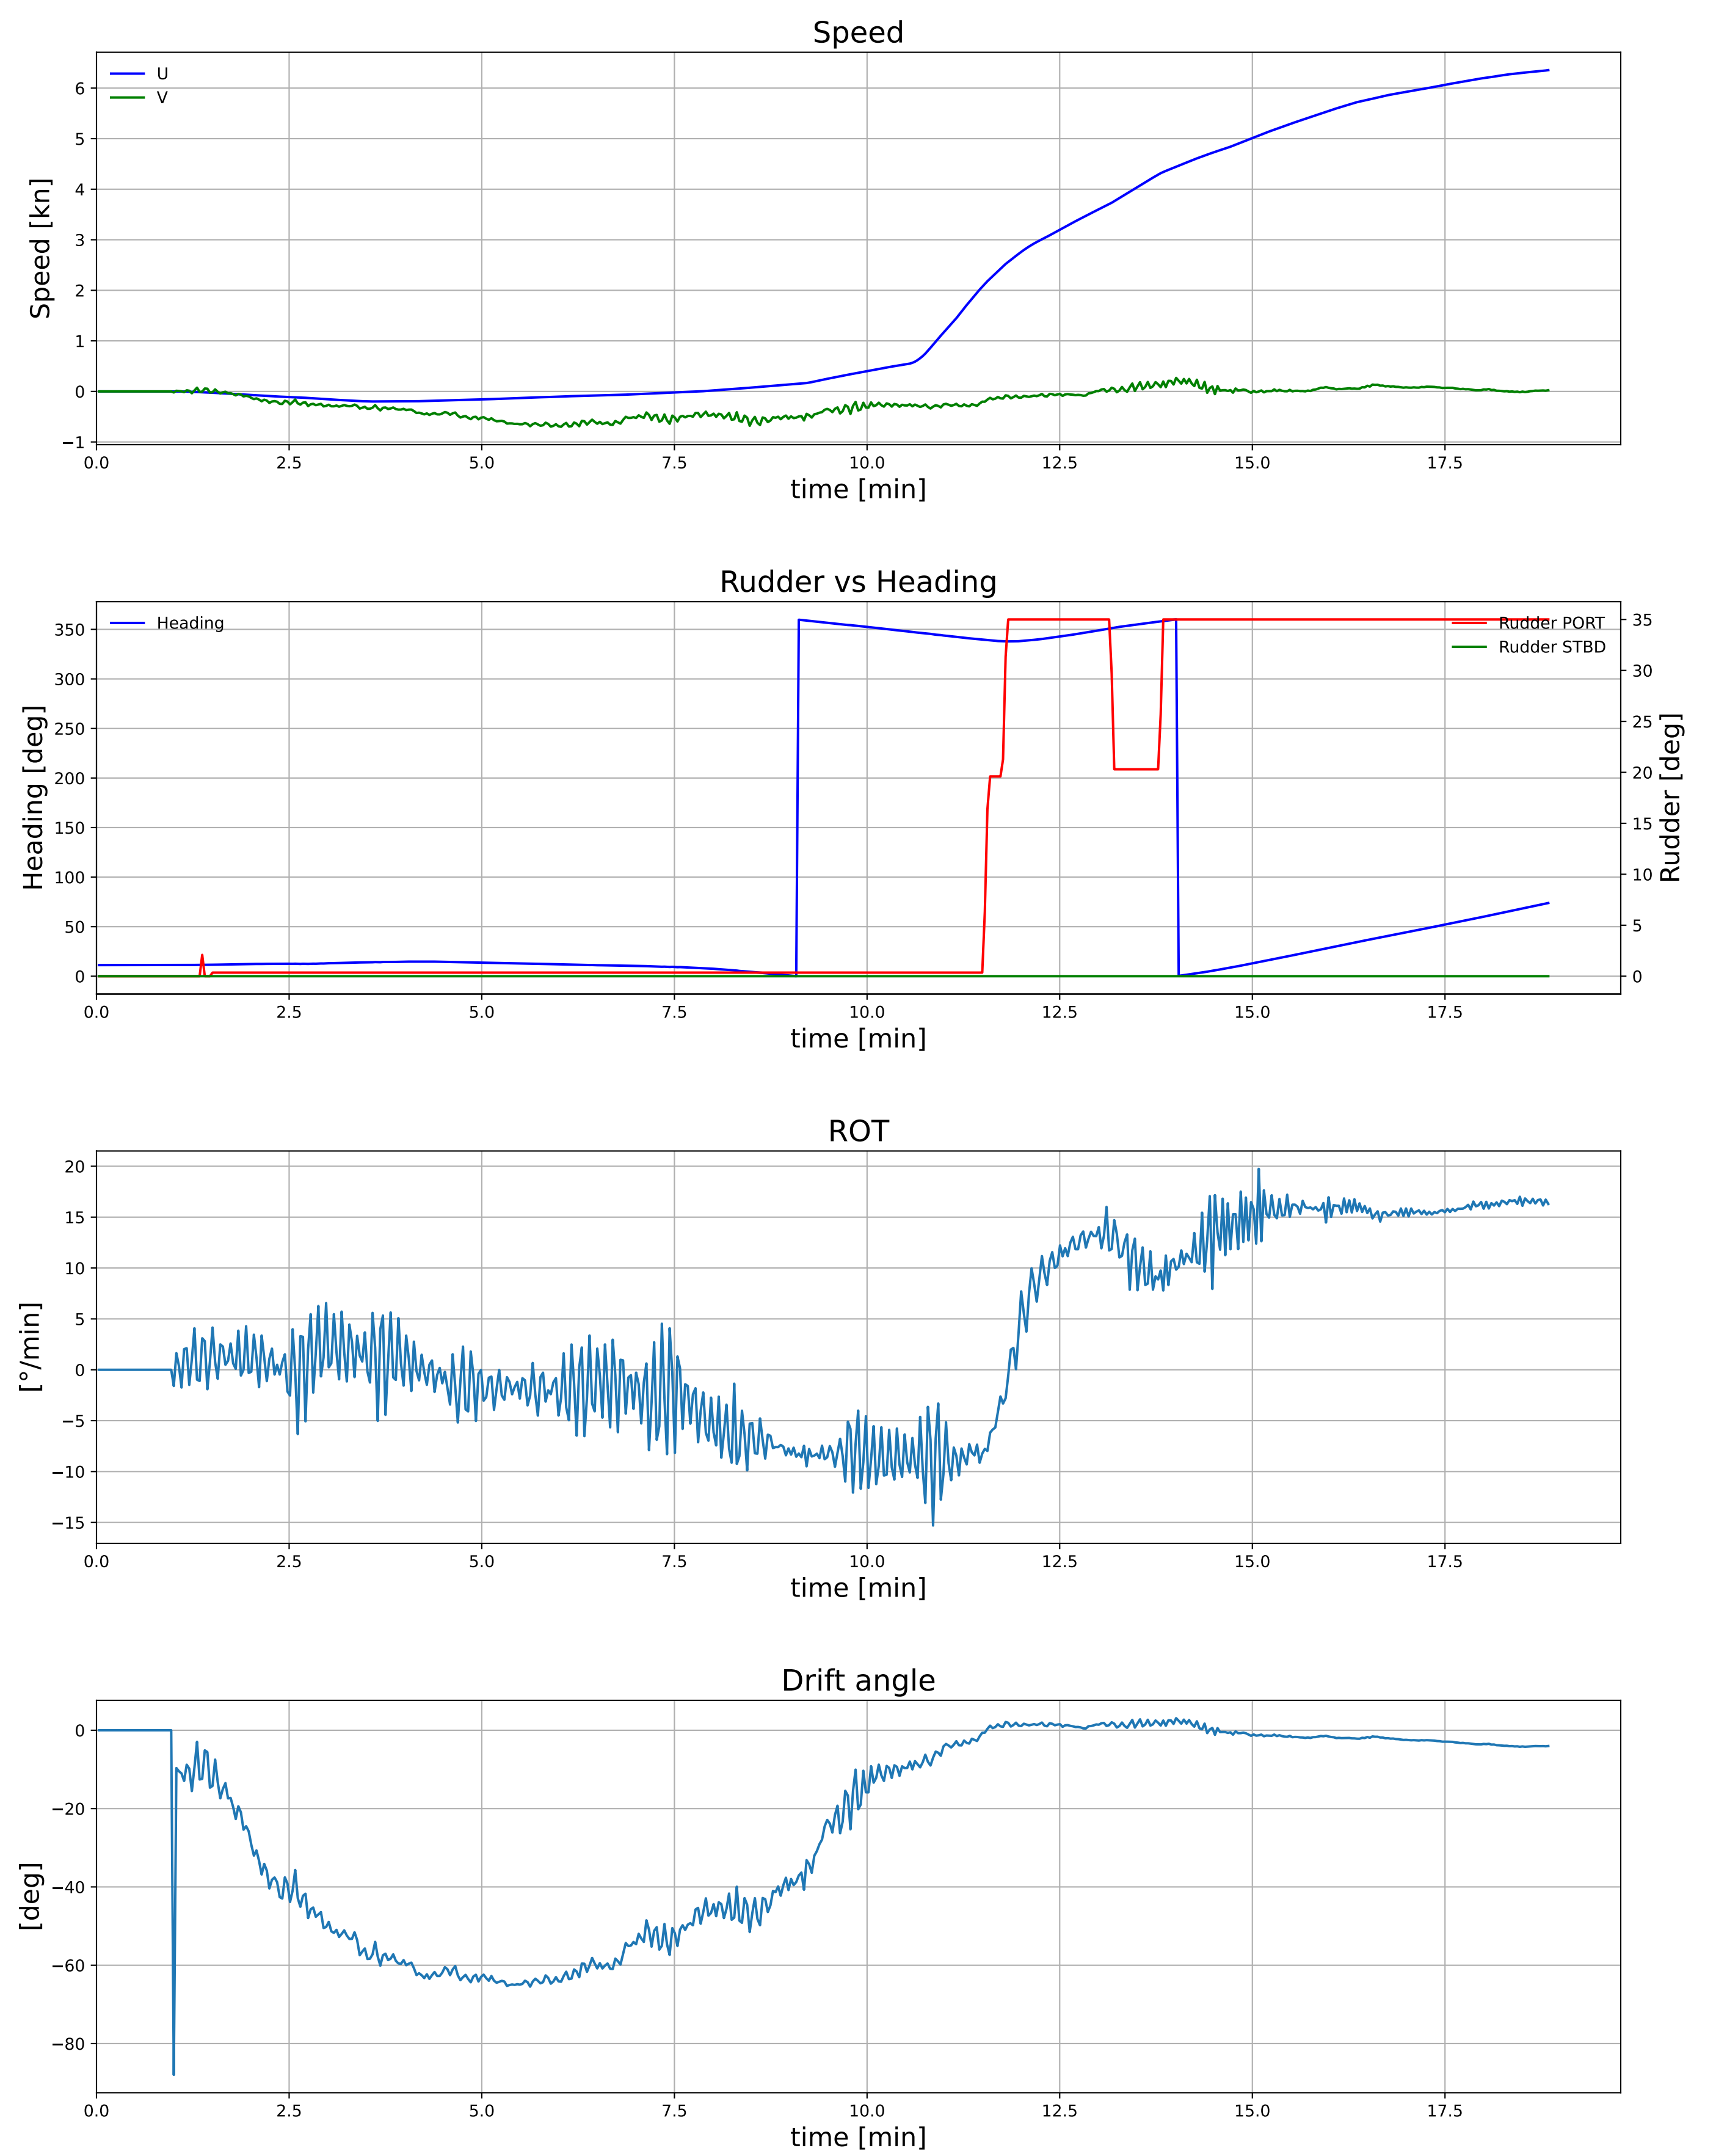 Speed
U
V
Speed [kn]
6
5
4
3
2
1
0
−1
0.0 2.5 5.0 7.5 10.0 12.5 15.0 17.5
time [min]
Rudder vs Heading
Heading
Rudder PORT
Rudder STBD
Heading [deg]
350
300
250
200
150
100
50
0
35
30
25
20
15
10
5
0
Rudder [deg]
0.0 2.5 5.0 7.5 10.0 12.5 15.0 17.5
time [min]
ROT
[°/min]
20
15
10
5
0
−5
−10
−15
0.0 2.5 5.0 7.5 10.0 12.5 15.0 17.5
time [min]
Drift angle
[deg]
0
−20
−40
−60
−80
0.0 2.5 5.0 7.5 10.0 12.5 15.0 17.5
time [min]